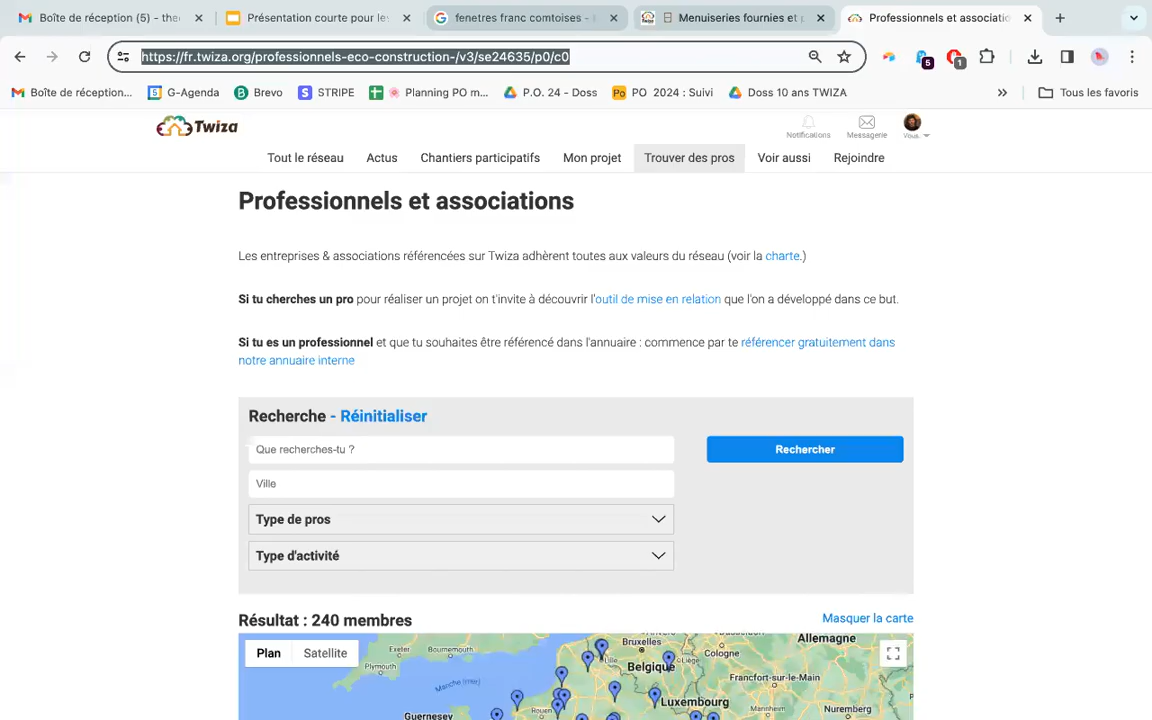 Boîte de réception (5) - the
Présentation courte pour le
fenetres franc comtoises -
Menuiseries fournies et
Professionnels et associatio
https://fr.twiza.org/professionnels-eco-construction-/v3/se24635/p0/c0
5
1
Boîte de réception...
G-Agenda
Brevo
STRIPE
Planning PO m...
P.O. 24 - Doss
PO 2024 : Suivi
Doss 10 ans TWIZA
Tous les favoris
Twiza
Notifications
Messagerie
Vous..
Tout le réseau
Actus
Chantiers participatifs
Mon projet
Trouver des pros
Voir aussi
Rejoindre
Professionnels et associations
Les entreprises & associations référencées sur Twiza adhèrent toutes aux valeurs du réseau (voir la charte.)
Si tu cherches un pro pour réaliser un projet on t'invite à découvrir l'outil de mise en relation que l'on a développé dans ce but.
Si tu es un professionnel et que tu souhaites être référencé dans l'annuaire : commence par te référencer gratuitement dans
notre annuaire interne
Recherche - Réinitialiser
Que recherches-tu ?
Rechercher
Ville
Type de pros
Type d'activité
Résultat : 240 membres
Masquer la carte
Plan
Satellite
Exeter
Bournemouth
Plymouth
Manche (mer)
Guernesey
Rouen
Lille
Bruxelles
Belgique
Liège
Cologne
Allemagne
Francfort-sur-le-Main
Luxembourg
Mannheim
Nuremberg